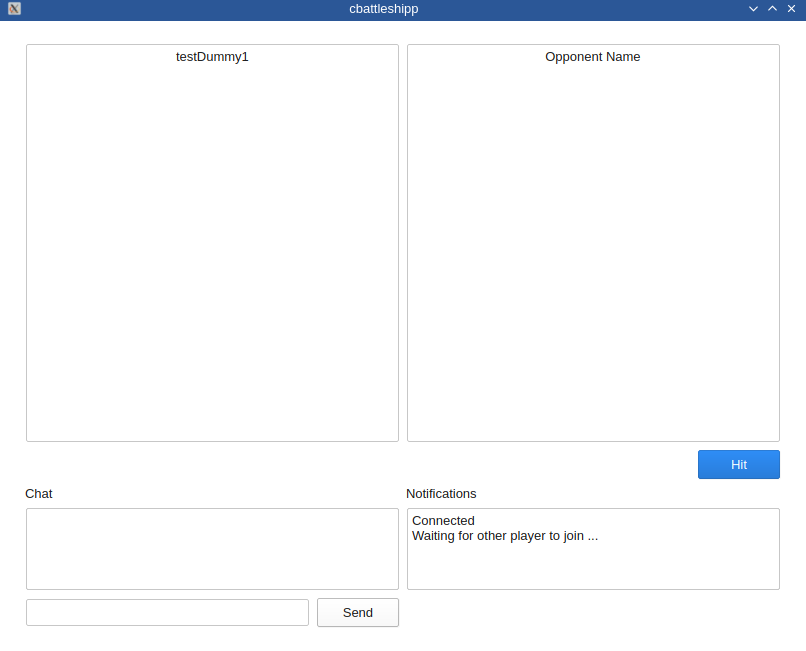 cbattleshipp
testDummy1
Opponent Name
Hit
Chat
Notifications
Connected
Waiting for other player to join ...
Send